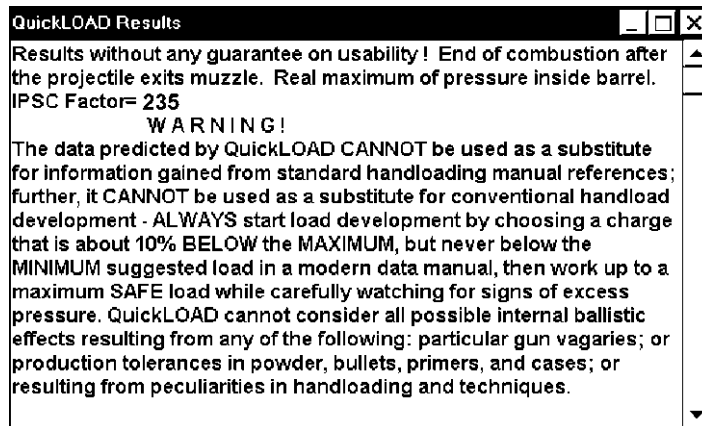 QuickLOAD Results
Results without any guarantee on usability ! End of combustion after
the projectile exits muzzle. Real maximum of pressure inside barrel.
IPSC Factor= 235
W A R N I N G !
The data predicted by QuickLOAD CANNOT be used as a substitute
for information gained from standard handloading manual references;
further, it CANNOT be used as a substitute for conventional handload
development - ALWAYS start load development by choosing a charge
that is about 10% BELOW the MAXIMUM, but never below the
MINIMUM suggested load in a modern data manual, then work up to a
maximum SAFE load while carefully watching for signs of excess
pressure. QuickLOAD cannot consider all possible internal ballistic
effects resulting from any of the following: particular gun vagaries; or
production tolerances in powder, bullets, primers, and cases; or
resulting from peculiarities in handloading and techniques.